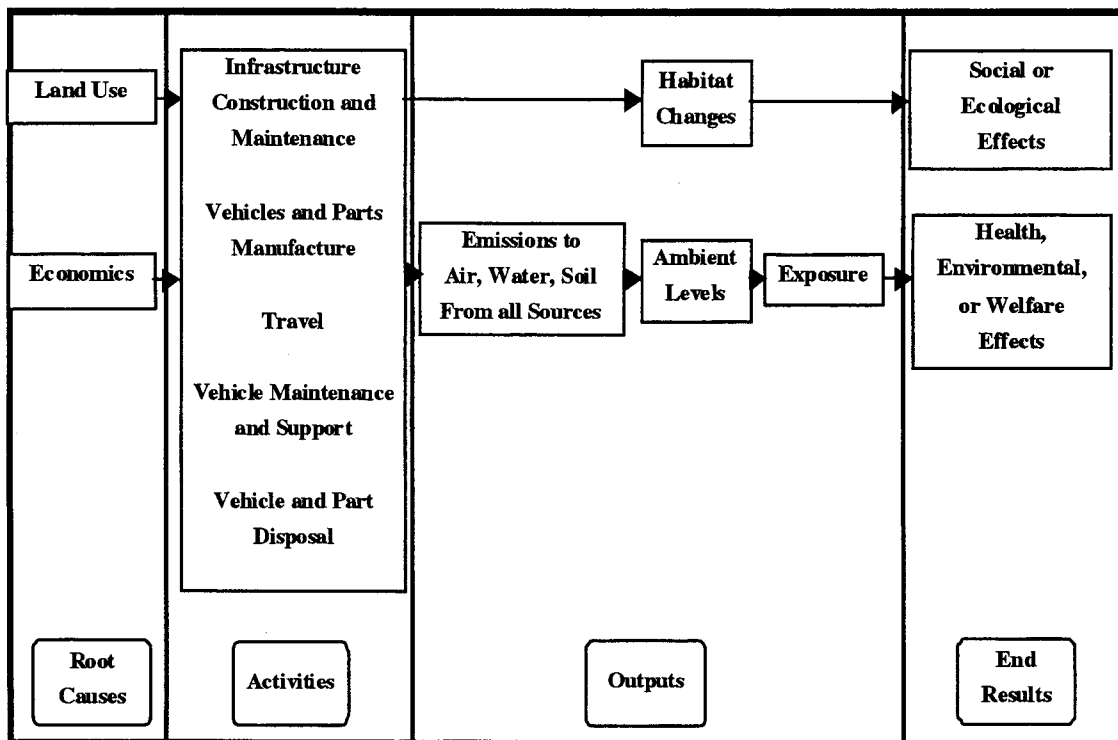 Land Use
Economics
Infrastructure
Construction and
Maintenance
Vehicles and Parts
Manufacture
Travel
Vehicle Maintenance
and Support
Vehicle and Part
Disposal
Habitat
Changes
Social or
Ecological
Effects
Emissions to
Air, Water, Soil
From all Sources
Ambient
Levels
Exposure
Health,
Environmental,
or Welfare
Effects
Root
Causes
Activities
Outputs
End
Results